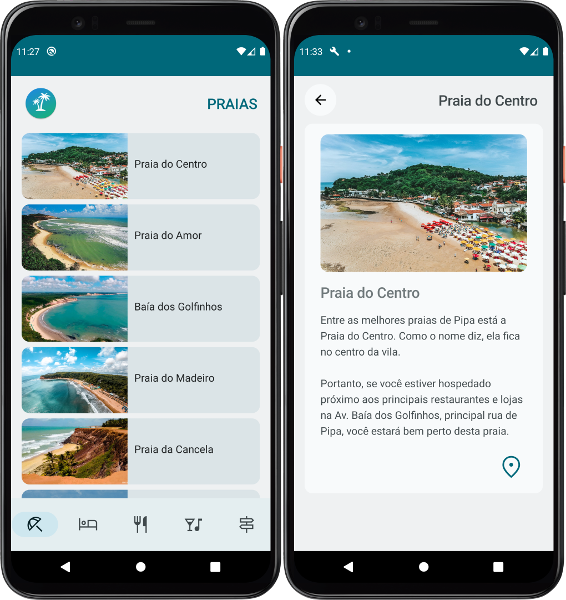 11:27
PRAIAS
Praia do Centro
Praia do Amor
Baía dos Golfinhos
Praia do Madeiro
Praia da Cancela
11:33
Praia do Centro
Praia do Centro
Entre as melhores praias de Pipa está a
Praia do Centro. Como o nome diz, ela fica
no centro da vila.
Portanto, se você estiver hospedado
próximo aos principais restaurantes e lojas
na Av. Baía dos Golfinhos, principal rua de
Pipa, você estará bem perto desta praia.